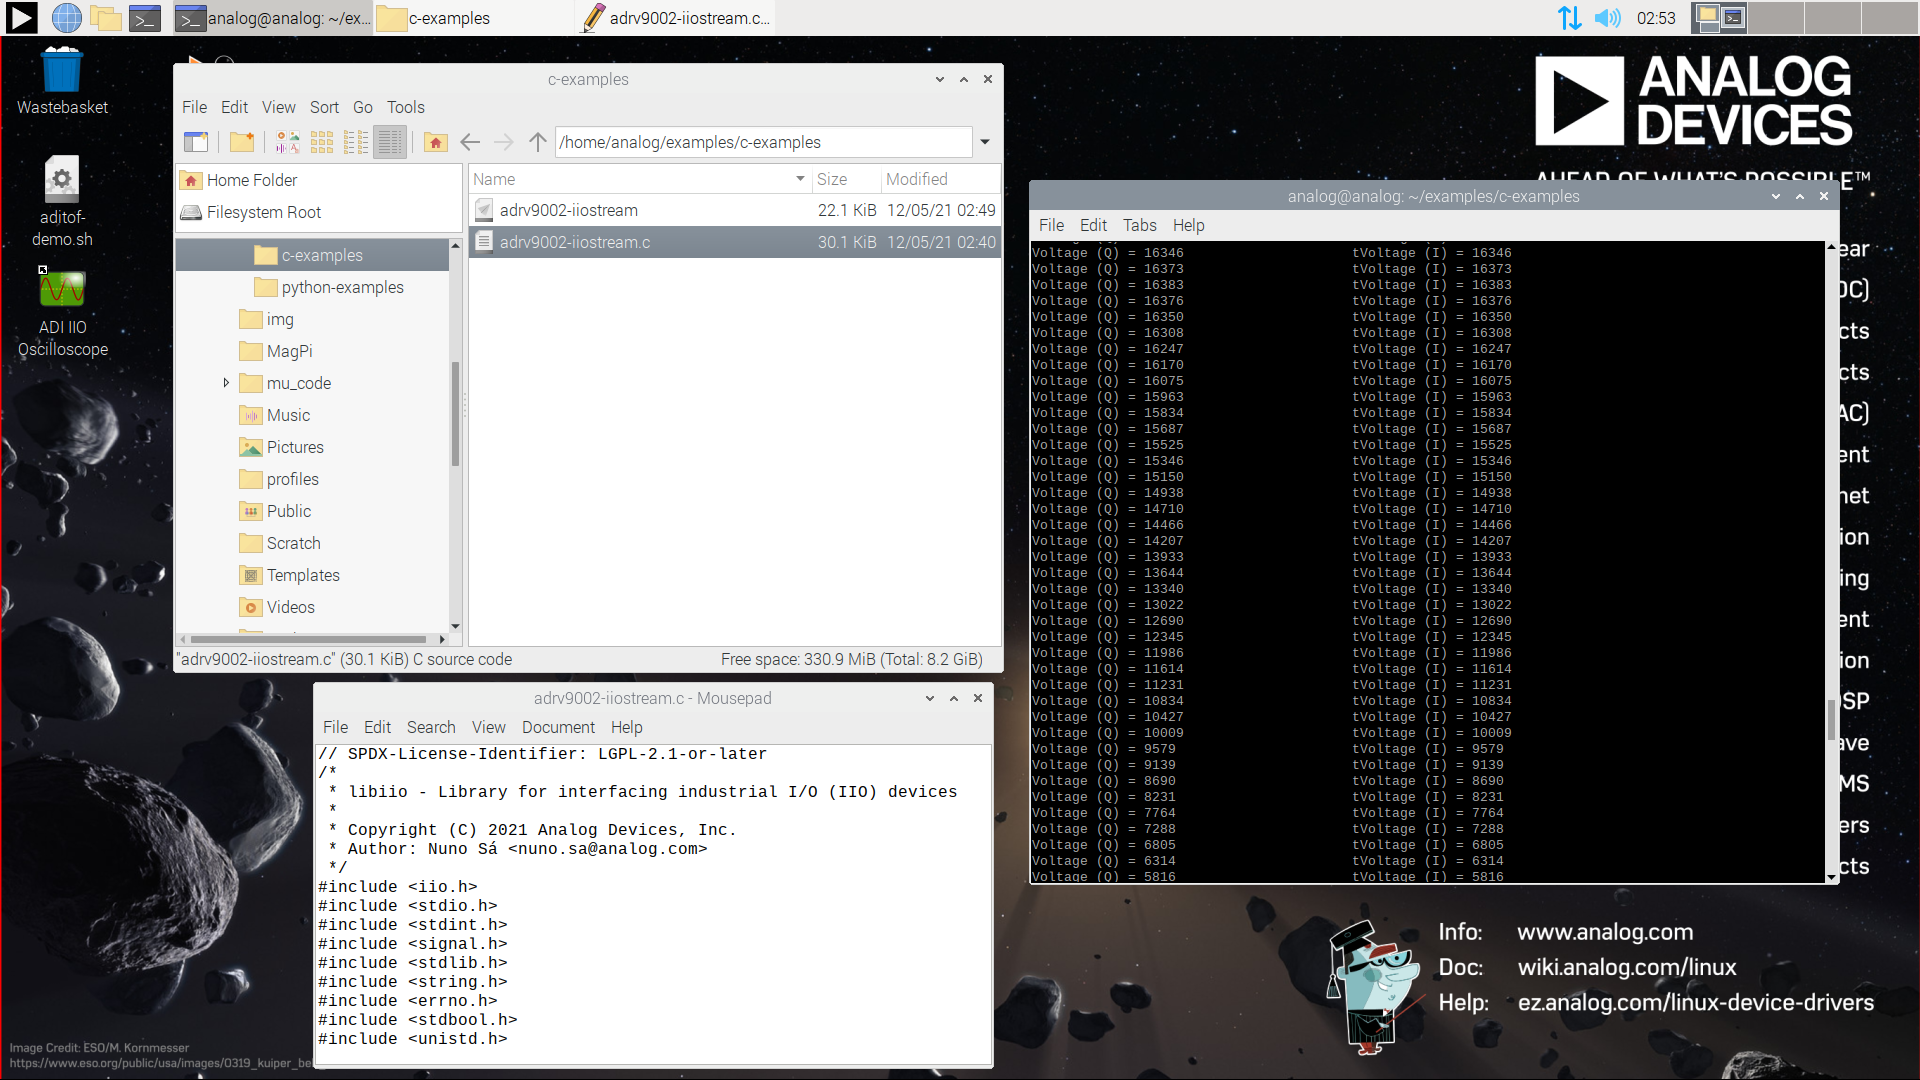 analog@analog: ~/ex...
c-examples
adrv9002-iiostream.c...
02:53
Wastebasket
aditof-
demo.sh
ADI IIO
Oscilloscope
c-examples
File Edit View Sort Go Tools
/home/analog/examples/c-examples
Home Folder
Filesystem Root
c-examples
python-examples
img
MagPi
mu_code
Music
Pictures
profiles
Public
Scratch
Templates
Videos
Name Size Modified
adrv9002-iiostream 22.1 KiB 12/05/21 02:49
adrv9002-iiostream.c 30.1 KiB 12/05/21 02:40
"adrv9002-iiostream.c" (30.1 KiB) C source code
Free space: 330.9 MiB (Total: 8.2 GiB)
adrv9002-iiostream.c - Mousepad
File Edit Search View Document Help
// SPDX-License-Identifier: LGPL-2.1-or-later
/*
* libiio - Library for interfacing industrial I/O (IIO) devices
*
* Copyright (C) 2021 Analog Devices, Inc.
* Author: Nuno Sá <nuno.sa@analog.com>
*/
#include <iio.h>
#include <stdio.h>
#include <stdint.h>
#include <signal.h>
#include <stdlib.h>
#include <string.h>
#include <errno.h>
#include <stdbool.h>
#include <unistd.h>
ANALOG
DEVICES
AHEAD OF WHAT'S POSSIBLE™
analog@analog: ~/examples/c-examples
File Edit Tabs Help
Voltage (Q) = 16346 tVoltage (I) = 16346
Voltage (Q) = 16373 tVoltage (I) = 16373
Voltage (Q) = 16383 tVoltage (I) = 16383
Voltage (Q) = 16376 tVoltage (I) = 16376
Voltage (Q) = 16350 tVoltage (I) = 16350
Voltage (Q) = 16308 tVoltage (I) = 16308
Voltage (Q) = 16247 tVoltage (I) = 16247
Voltage (Q) = 16170 tVoltage (I) = 16170
Voltage (Q) = 16075 tVoltage (I) = 16075
Voltage (Q) = 15963 tVoltage (I) = 15963
Voltage (Q) = 15834 tVoltage (I) = 15834
Voltage (Q) = 15687 tVoltage (I) = 15687
Voltage (Q) = 15525 tVoltage (I) = 15525
Voltage (Q) = 15346 tVoltage (I) = 15346
Voltage (Q) = 15150 tVoltage (I) = 15150
Voltage (Q) = 14938 tVoltage (I) = 14938
Voltage (Q) = 14710 tVoltage (I) = 14710
Voltage (Q) = 14466 tVoltage (I) = 14466
Voltage (Q) = 14207 tVoltage (I) = 14207
Voltage (Q) = 13933 tVoltage (I) = 13933
Voltage (Q) = 13644 tVoltage (I) = 13644
Voltage (Q) = 13340 tVoltage (I) = 13340
Voltage (Q) = 13022 tVoltage (I) = 13022
Voltage (Q) = 12690 tVoltage (I) = 12690
Voltage (Q) = 12345 tVoltage (I) = 12345
Voltage (Q) = 11986 tVoltage (I) = 11986
Voltage (Q) = 11614 tVoltage (I) = 11614
Voltage (Q) = 11231 tVoltage (I) = 11231
Voltage (Q) = 10834 tVoltage (I) = 10834
Voltage (Q) = 10427 tVoltage (I) = 10427
Voltage (Q) = 10009 tVoltage (I) = 10009
Voltage (Q) = 9579 tVoltage (I) = 9579
Voltage (Q) = 9139 tVoltage (I) = 9139
Voltage (Q) = 8690 tVoltage (I) = 8690
Voltage (Q) = 8231 tVoltage (I) = 8231
Voltage (Q) = 7764 tVoltage (I) = 7764
Voltage (Q) = 7288 tVoltage (I) = 7288
Voltage (Q) = 6805 tVoltage (I) = 6805
Voltage (Q) = 6314 tVoltage (I) = 6314
Voltage (Q) = 5816 tVoltage (I) = 5816
ear
DC)
cts
cts
AC)
ent
net
ion
ing
ent
ion
SP
ave
MS
ers
cts
Info: www.analog.com
Doc: wiki.analog.com/linux
Help: ez.analog.com/linux-device-drivers
Image Credit: ESO/M. Kornmesser
https://www.eso.org/public/usa/images/0319_kuiper_be